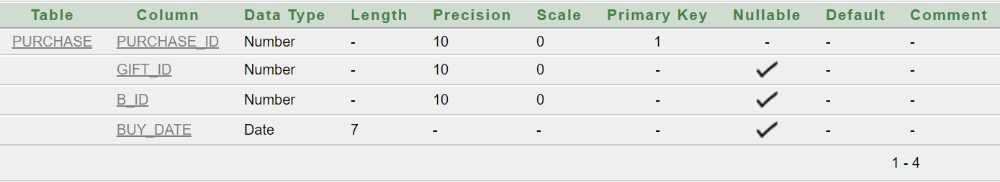 Table Column Data Type Length Precision Scale Primary Key Nullable Default Comment
PURCHASE PURCHASE_ID Number - 10 0 1 - - -
GIFT_ID Number - 10 0 - ✓ - -
B_ID Number - 10 0 - ✓ - -
BUY_DATE Date 7 - - - ✓ - -
1 - 4